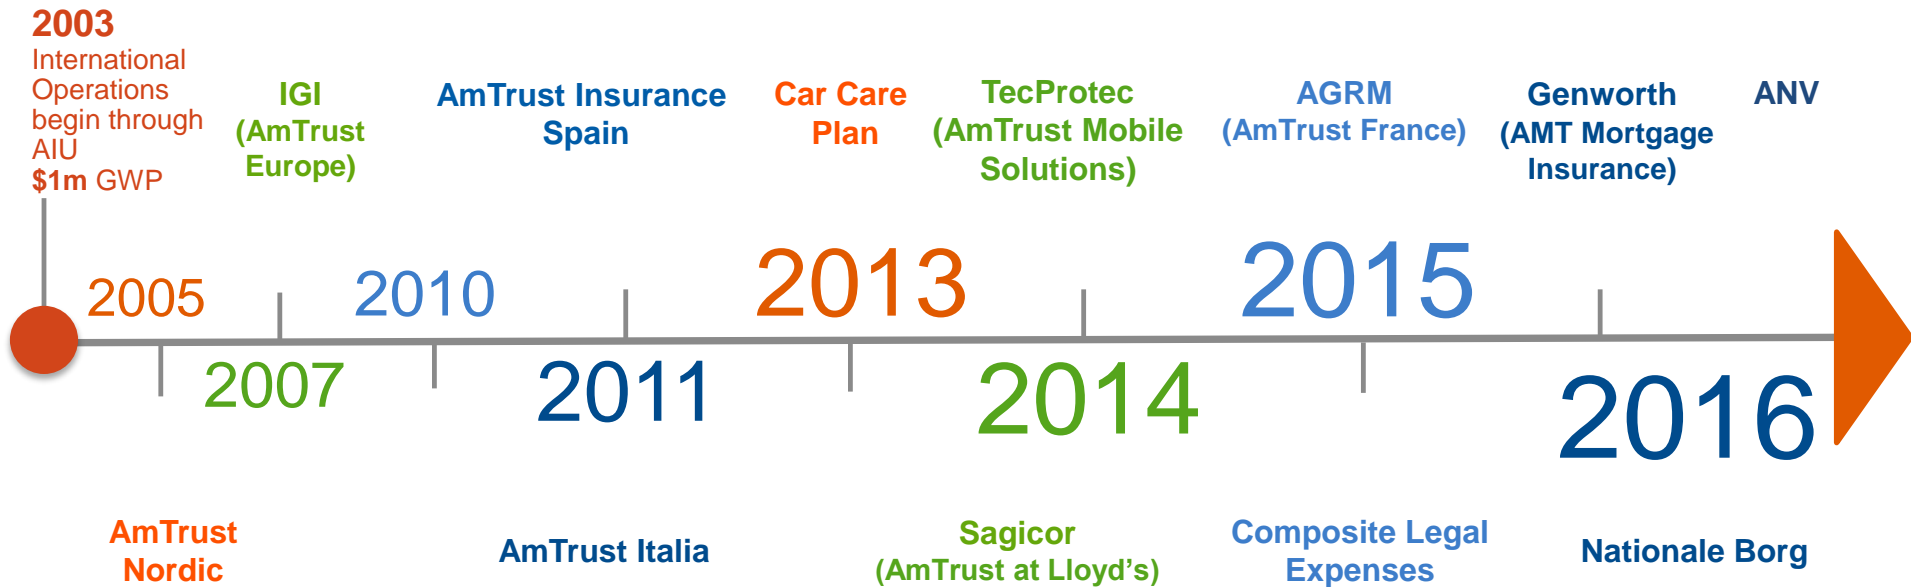 2003
International
Operations
begin through
AIU
$1m GWP
IGI
(AmTrust
Europe)
AmTrust Insurance
Spain
Car Care
Plan
TecProtec
(AmTrust Mobile
Solutions)
AGRM
(AmTrust France)
Genworth
(AMT Mortgage
Insurance)
ANV
2005
2010
2013
2015
2007
2011
2014
2016
AmTrust
Nordic
AmTrust Italia
Sagicor
(AmTrust at Lloyd’s)
Composite Legal
Expenses
Nationale Borg